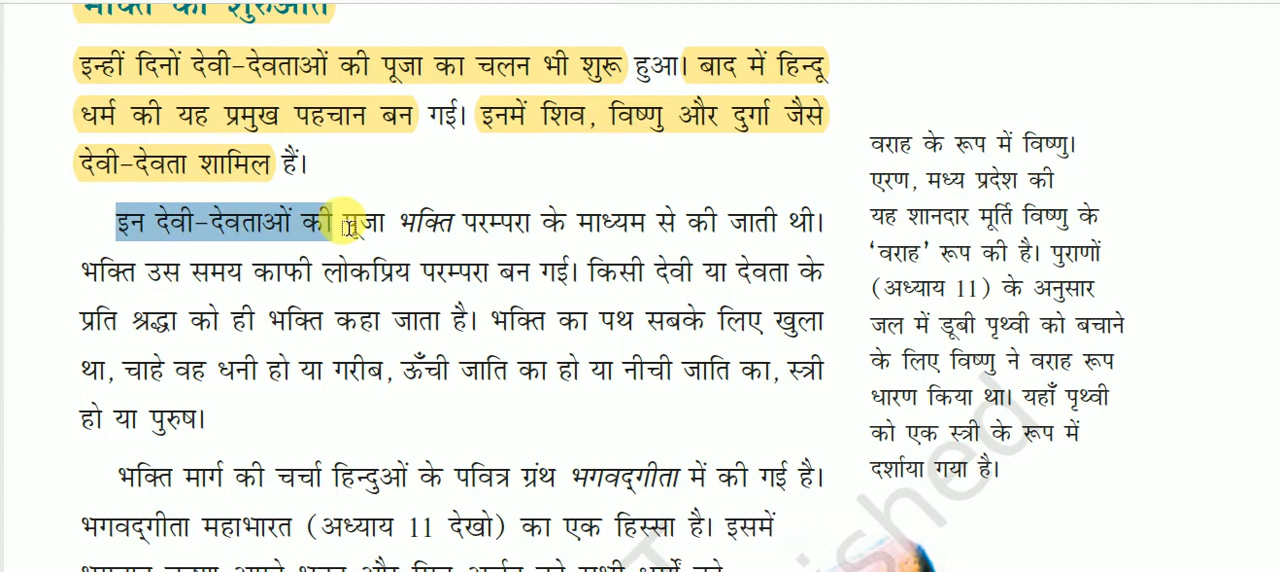 भक्ति की शुरुआत
इन्हीं दिनों देवी-देवताओं की पूजा का चलन भी शुरू हुआ। बाद में हिन्दू
धर्म की यह प्रमुख पहचान बन गई। इनमें शिव, विष्णु और दुर्गा जैसे
देवी-देवता शामिल हैं।
इन देवी-देवताओं की पूजा भक्ति परम्परा के माध्यम से की जाती थी।
भक्ति उस समय काफी लोकप्रिय परम्परा बन गई। किसी देवी या देवता के
प्रति श्रद्धा को ही भक्ति कहा जाता है। भक्ति का पथ सबके लिए खुला
था, चाहे वह धनी हो या गरीब, ऊँची जाति का हो या नीची जाति का, स्त्री
हो या पुरुष।
भक्ति मार्ग की चर्चा हिन्दुओं के पवित्र ग्रंथ भगवद्गीता में की गई है।
भगवद्गीता महाभारत (अध्याय 11 देखो) का एक हिस्सा है। इसमें
वराह के रूप में विष्णु।
एरण, मध्य प्रदेश की
यह शानदार मूर्ति विष्णु के
‘वराह’ रूप की है। पुराणों
(अध्याय 11) के अनुसार
जल में डूबी पृथ्वी को बचाने
के लिए विष्णु ने वराह रूप
धारण किया था। यहाँ पृथ्वी
को एक स्त्री के रूप में
दर्शाया गया है।